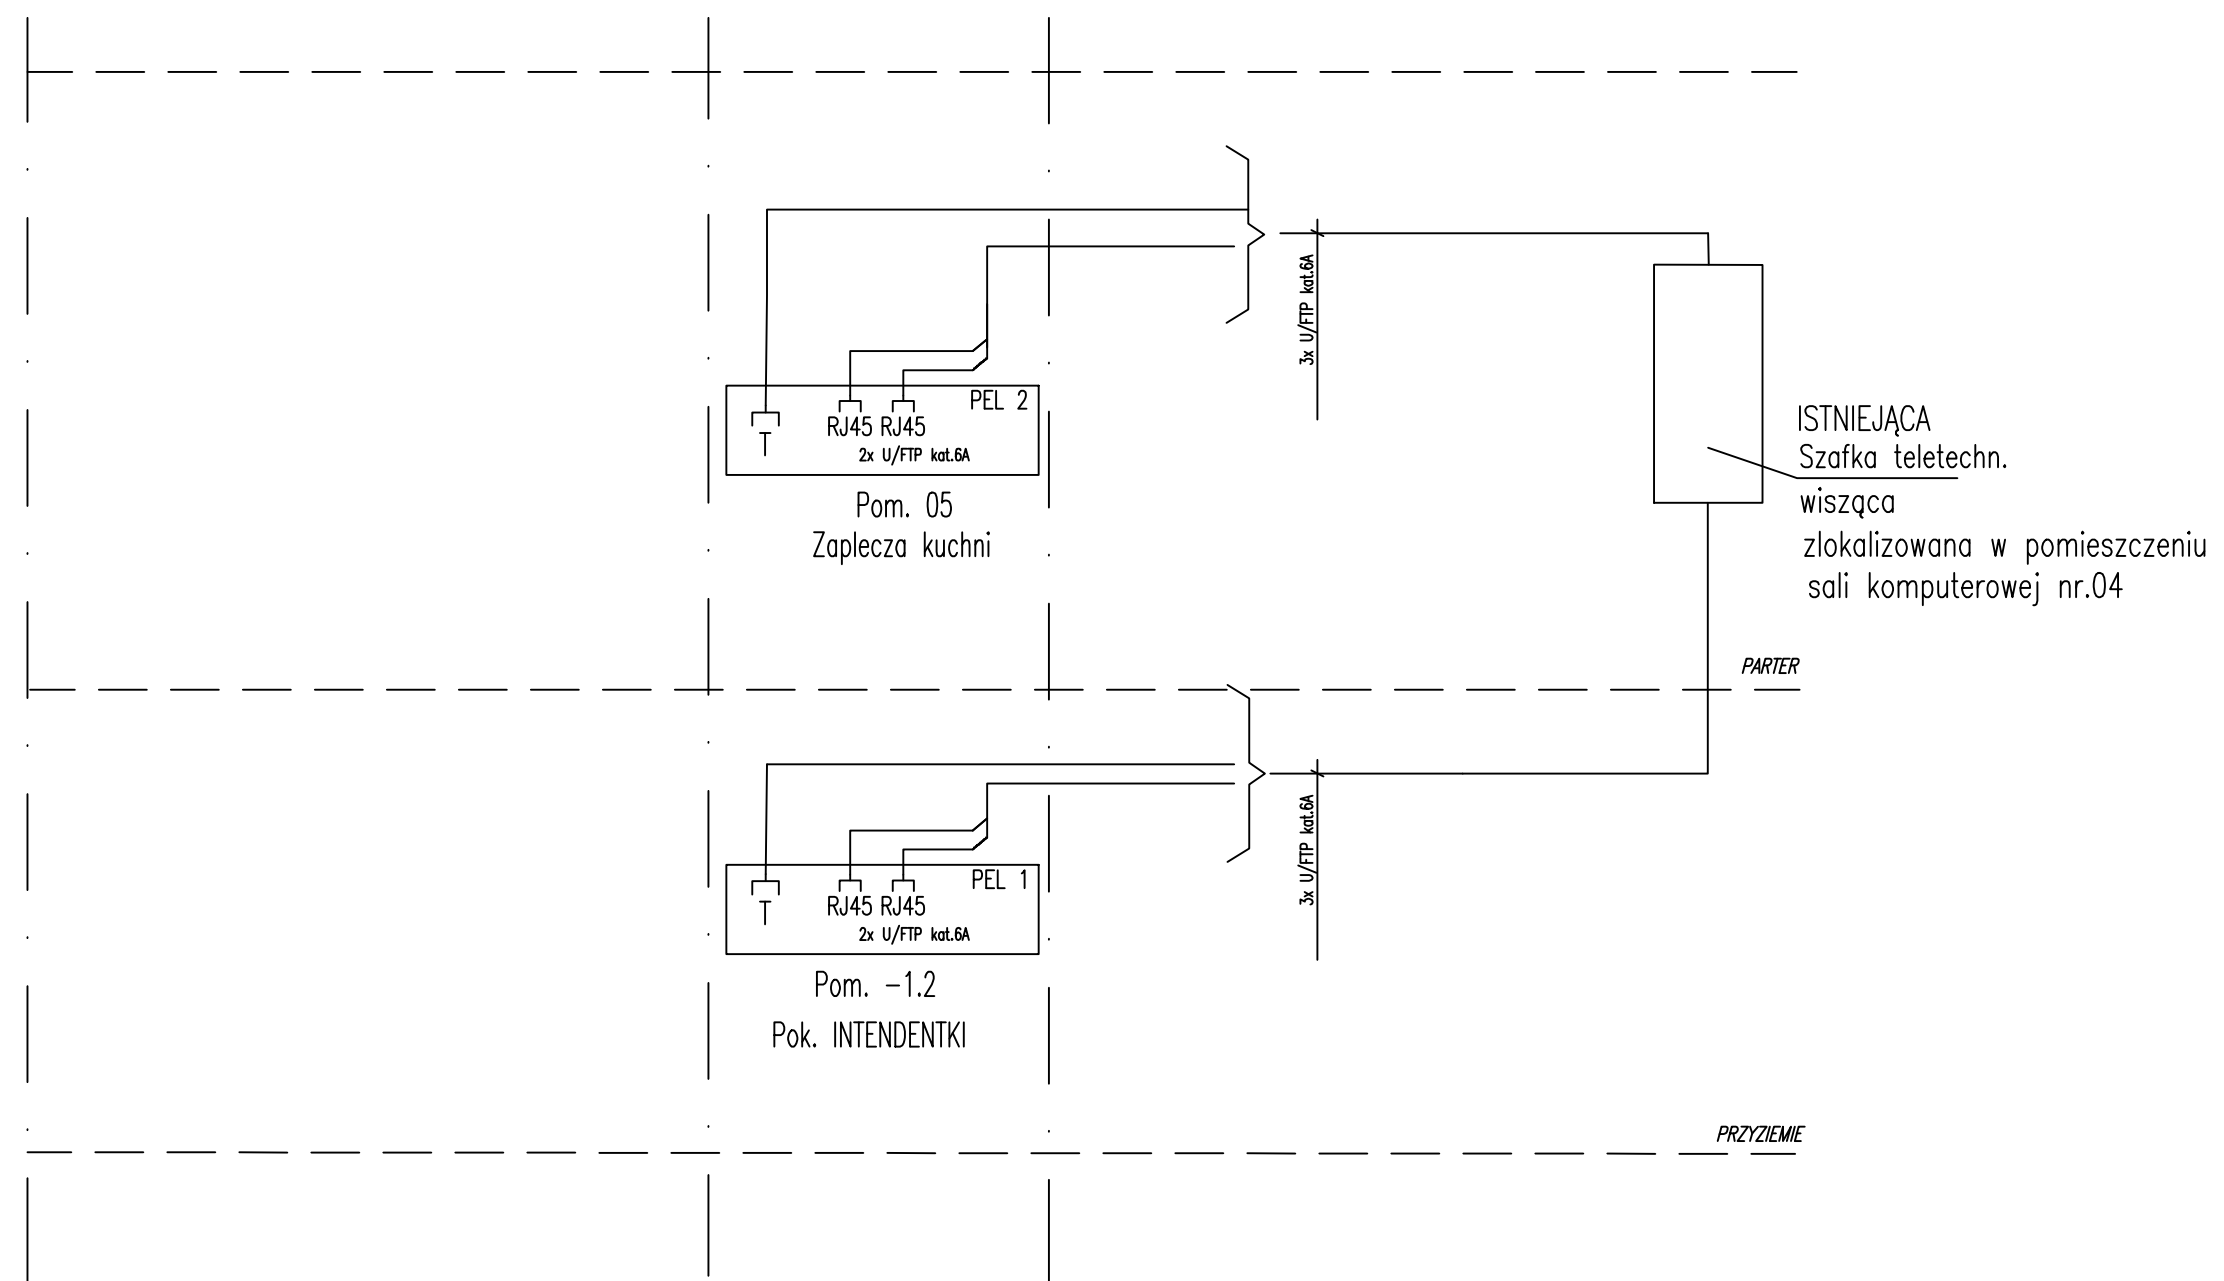 3x U/FTP kat.6A
PEL 2
RJ45 RJ45
T
2x U/FTP kat.6A
Pom. 05
Zaplecza kuchni
ISTNIEJĄCA
Szafka teletechn.
wisząca
zlokalizowana w pomieszczeniu
sali komputerowej nr.04
PARTER
3x U/FTP kat.6A
PEL 1
RJ45 RJ45
T
2x U/FTP kat.6A
Pom. -1.2
Pok. INTENDENTKI
PRZYZIEMIE